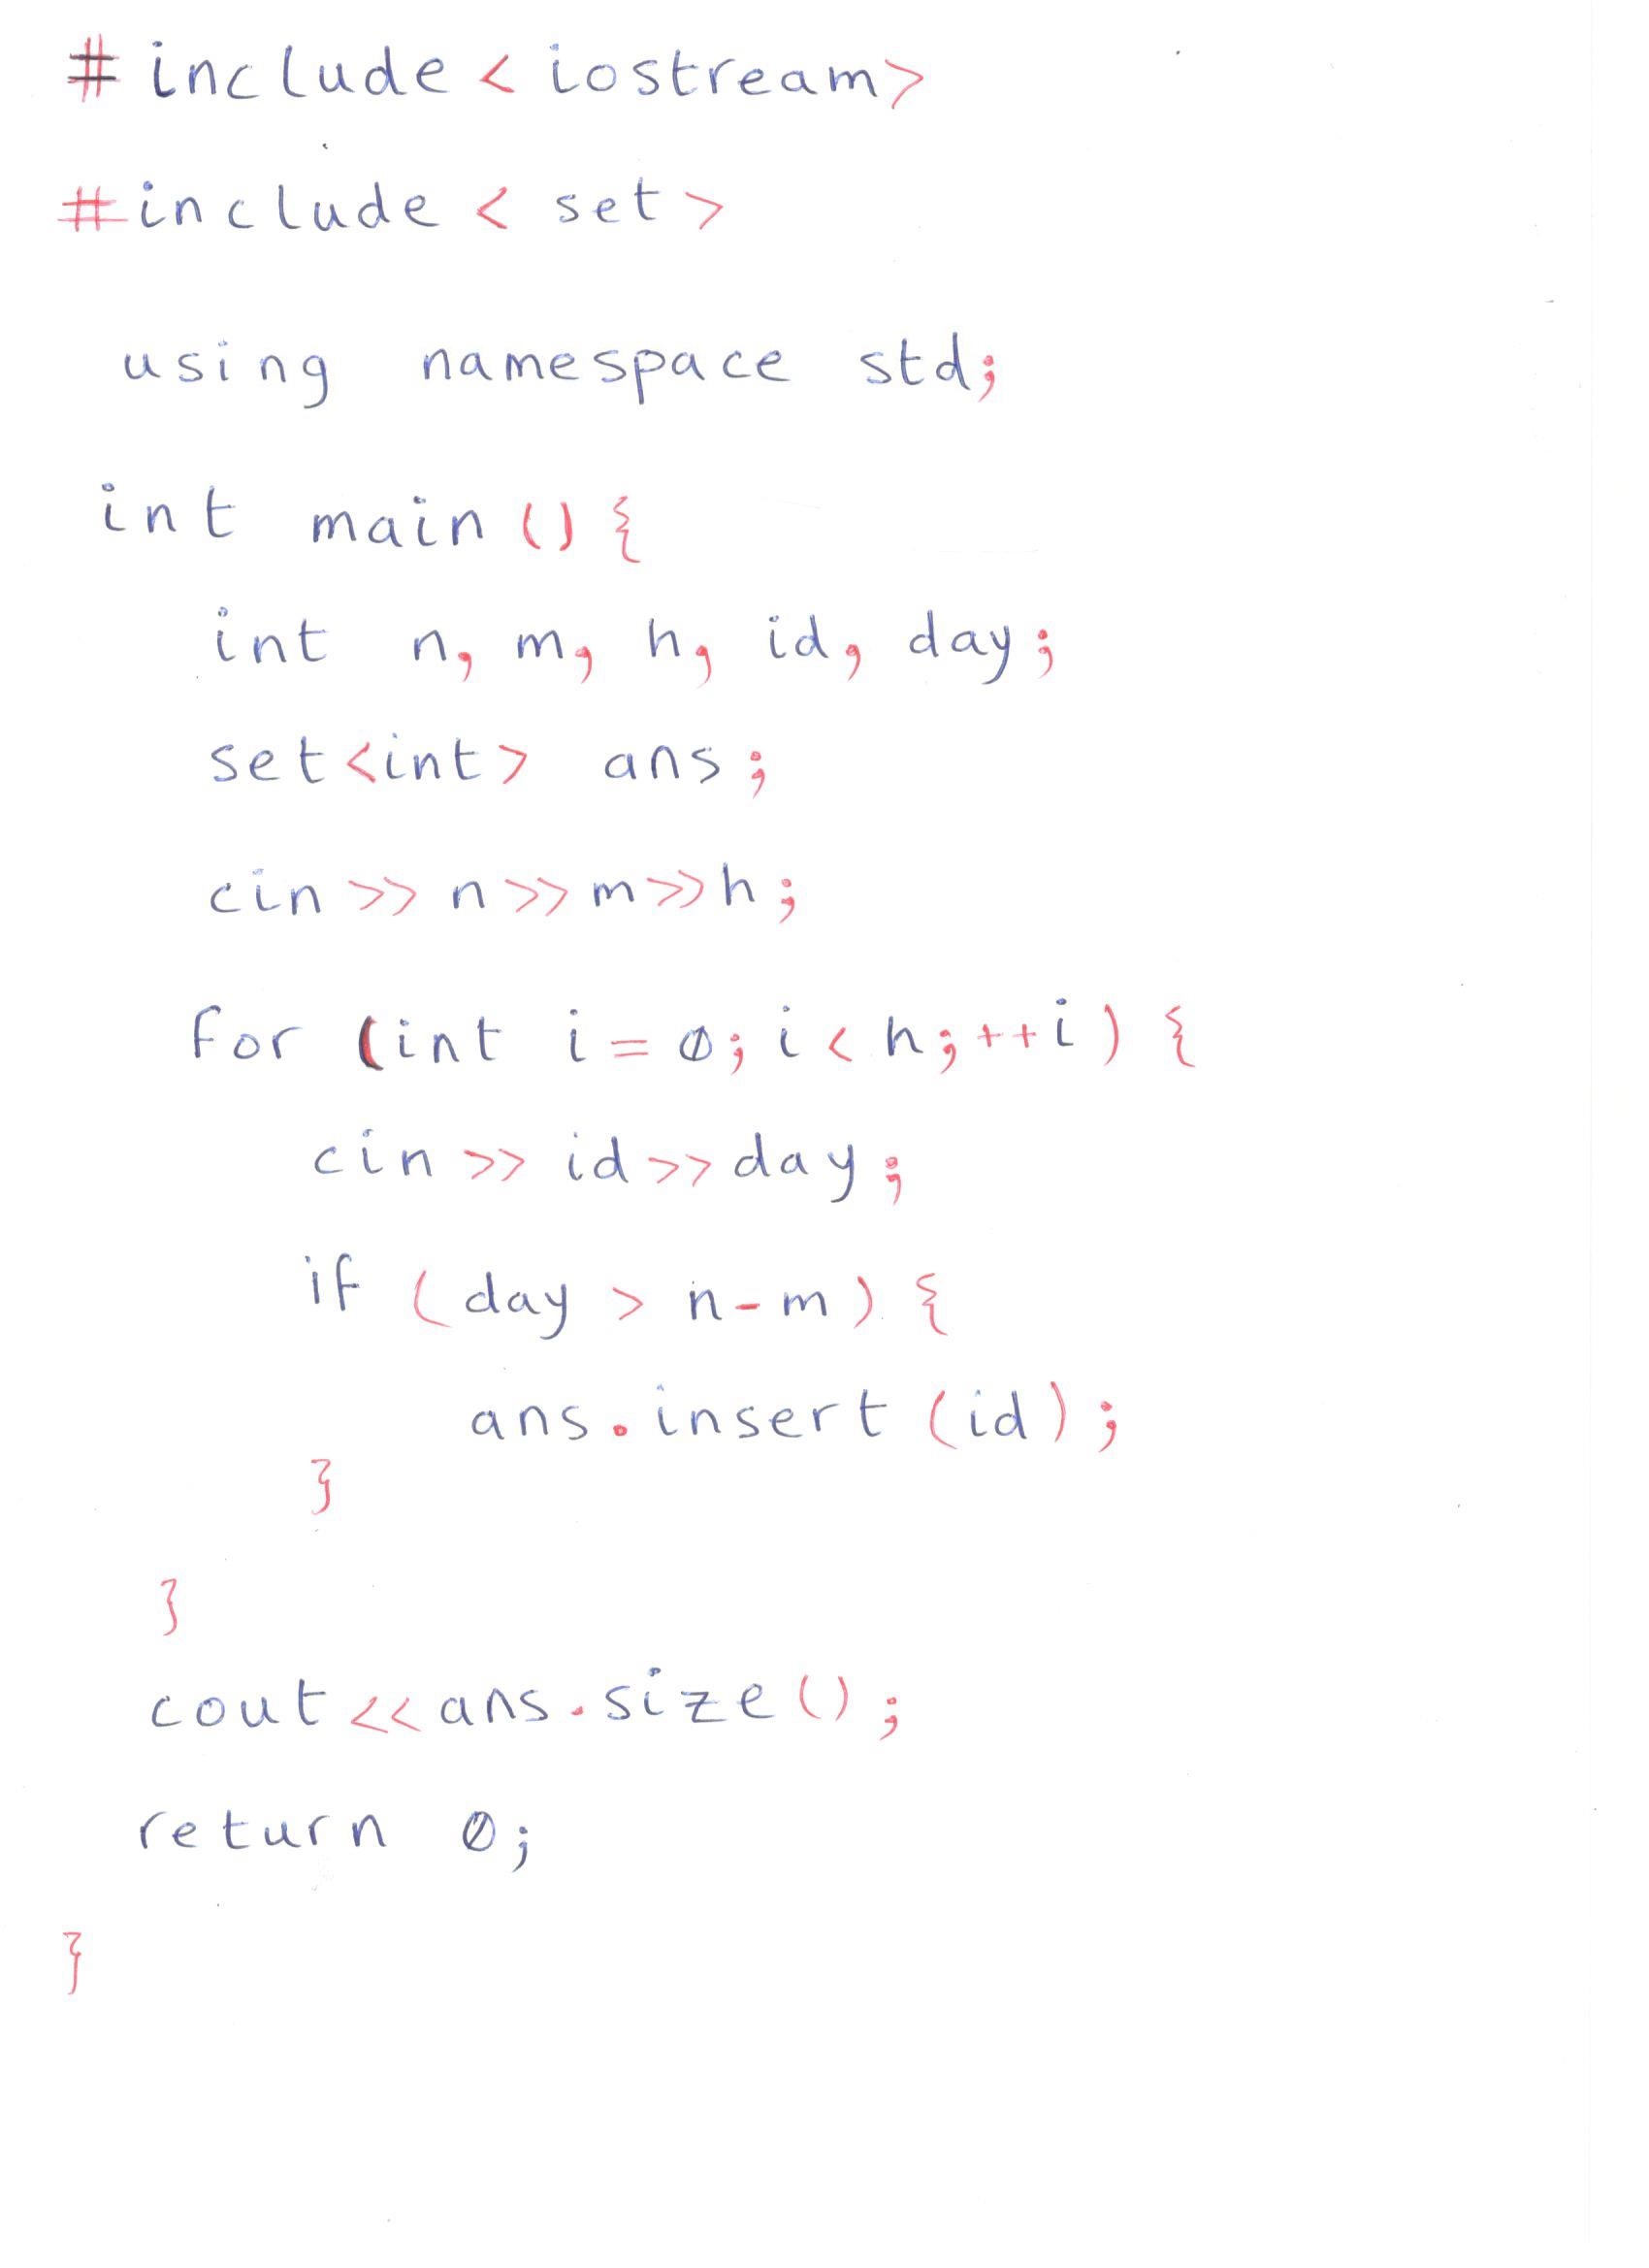 #include< iostream>
#include< set>
using namespace std;
int main(){
int n, m, h, id, day;
set<int> ans;
cin>>n>>m>>h;
for (int i=0;i<h;++i){
cin>>id>>day;
if (day > n-m){
ans.insert(id);
}
}
cout<<ans.size();
return 0;
}